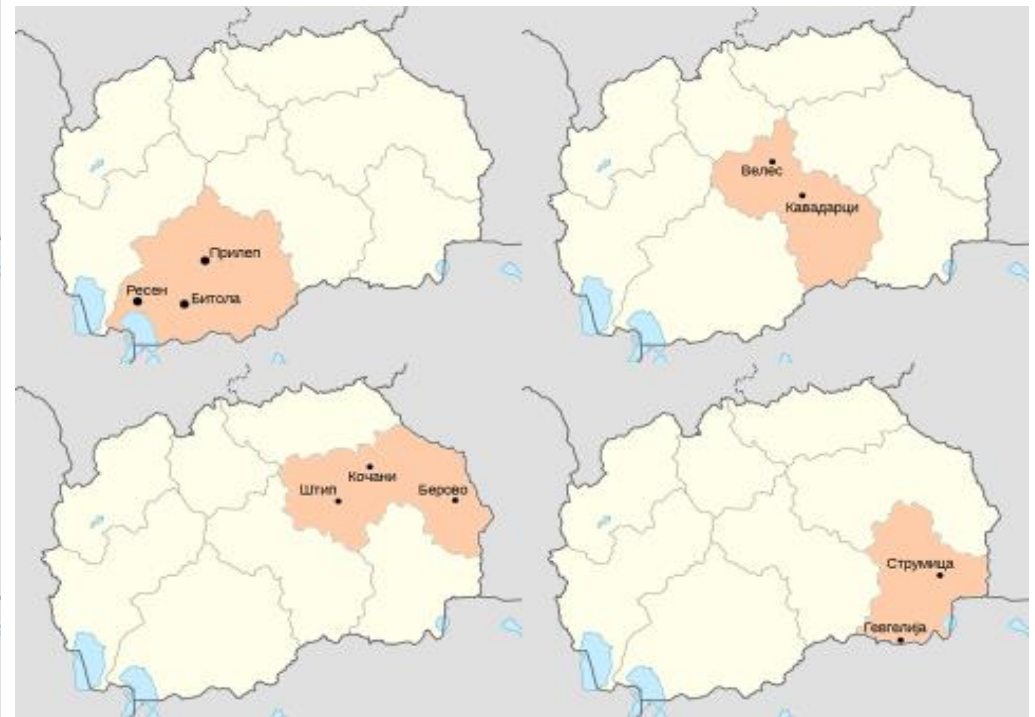 Прилеп
Ресен
Битола
Велес
Кавадарци
Кочани
Штип
Берово
Струмица
Гевгелија